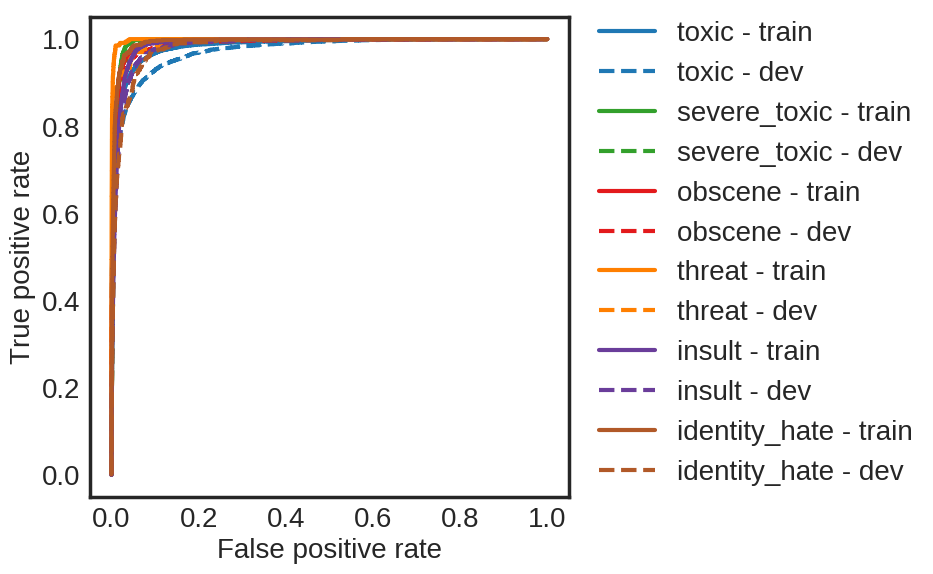 1.0
0.8
0.6
0.4
0.2
0.0
True positive rate
0.0 0.2 0.4 0.6 0.8 1.0
False positive rate
toxic - train
toxic - dev
severe_toxic - train
severe_toxic - dev
obscene - train
obscene - dev
threat - train
threat - dev
insult - train
insult - dev
identity_hate - train
identity_hate - dev